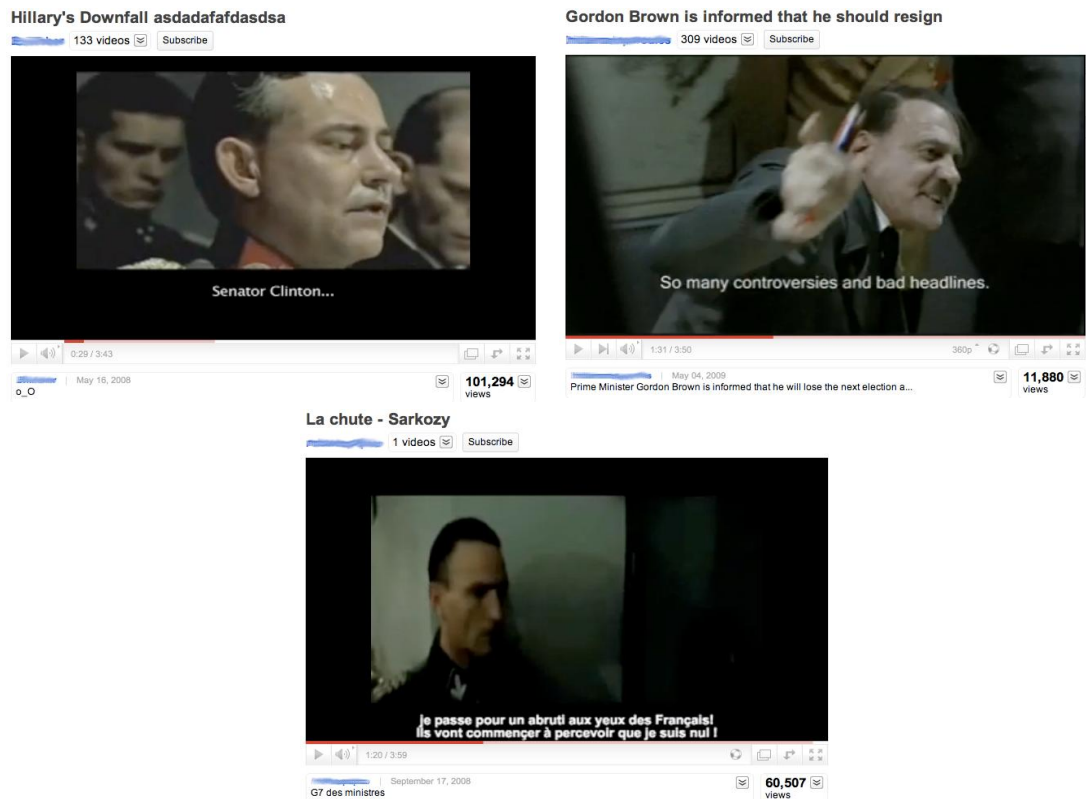 Hillary's Downfall asdadafafdasdsa
133 videos Subscribe
Senator Clinton...
0:29 / 3:43
May 16, 2008 101,294
views
o_O
Gordon Brown is informed that he should resign
309 videos Subscribe
So many controversies and bad headlines.
1:31 / 3:50 360p
May 04, 2009 11,880
views
Prime Minister Gordon Brown is informed that he will lose the next election a...
La chute - Sarkozy
1 videos Subscribe
je passe pour un abruti aux yeux des Français!
Ils vont commençer à percevoir que je suis nul !
1:20 / 3:59
September 17, 2008 60,507
views
G7 des ministres